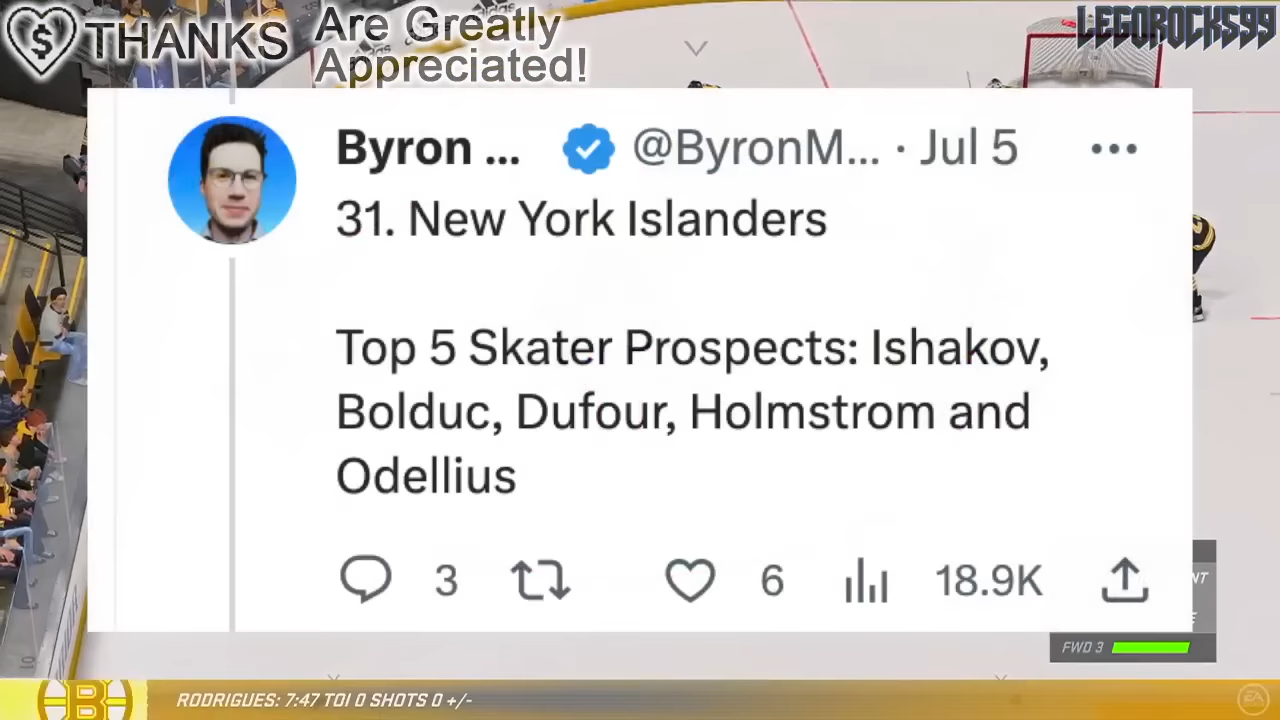 THANKS Are Greatly
Appreciated!
LEGOROCKS99
Byron ... @ByronM... · Jul 5 ...
31. New York Islanders
Top 5 Skater Prospects: Ishakov,
Bolduc, Dufour, Holmstrom and
Odellius
3 6 18.9K
FWD 3
B RODRIGUES: 7:47 TOI 0 SHOTS 0 +/-
EA